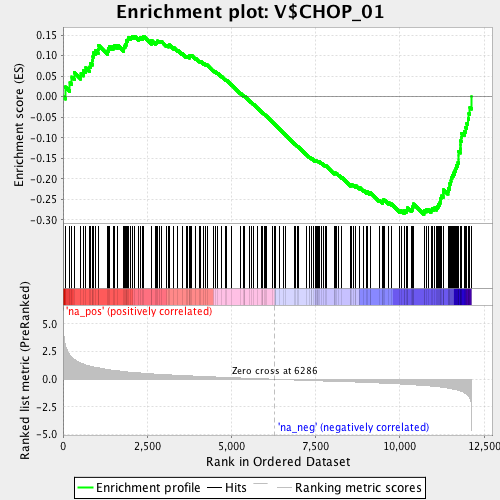 Enrichment plot: V$CHOP_01
Enrichment score (ES)
0.15
0.10
0.05
0.00
-0.05
-0.10
-0.15
-0.20
-0.25
-0.30
Ranked list metric (PreRanked)
5.0
2.5
0.0
-2.5
-5.0
'na_pos' (positively correlated)
Zero cross at 6286
'na_neg' (negatively correlated)
0
2,500
5,000
7,500
10,000
12,500
Rank in Ordered Dataset
Enrichment profile
Hits
Ranking metric scores